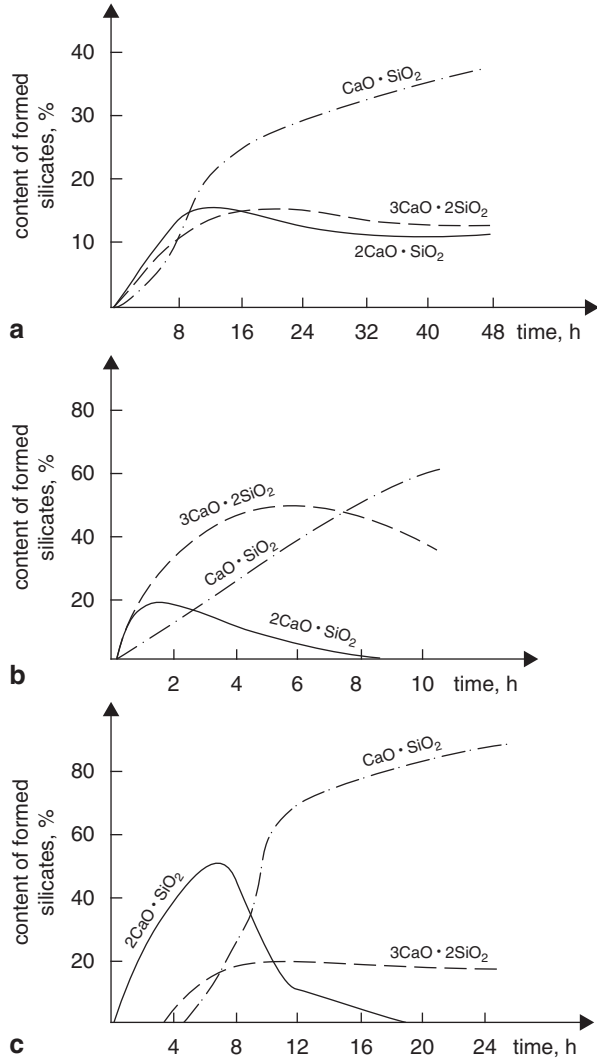 content of formed
silicates, %
40
30
20
10
CaO • SiO₂
3CaO • 2SiO₂
2CaO • SiO₂
a
8 16 24 32 40 48 time, h
content of formed
silicates, %
80
60
40
20
3CaO • 2SiO₂
CaO • SiO₂
2CaO • SiO₂
b
2 4 6 8 10 time, h
content of formed
silicates, %
80
60
40
20
CaO • SiO₂
2CaO • SiO₂
3CaO • 2SiO₂
c
4 8 12 16 20 24 time, h